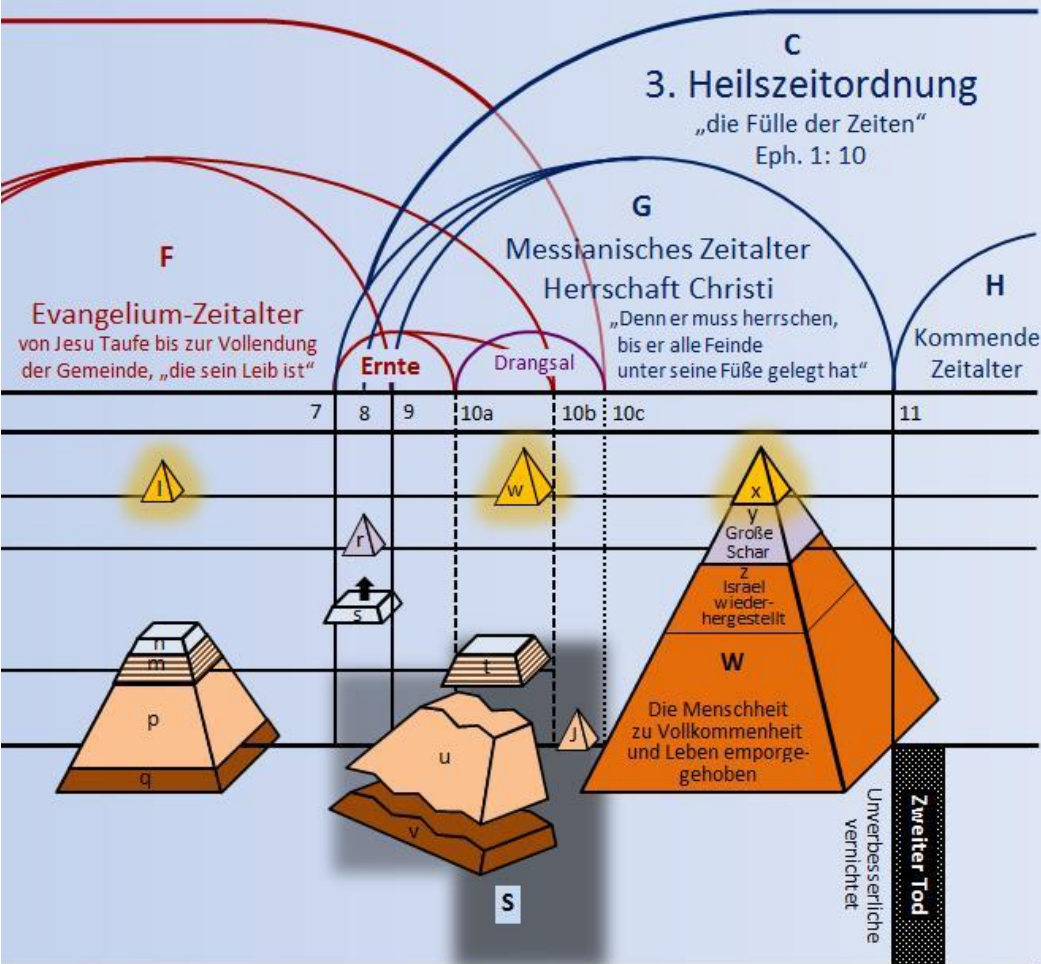 C
3. Heilszeitordnung
„die Fülle der Zeiten“
Eph. 1: 10
F
Evangelium-Zeitalter
von Jesu Taufe bis zur Vollendung
der Gemeinde, „die sein Leib ist“
G
Messianisches Zeitalter
Herrschaft Christi
„Denn er muss herrschen,
bis er alle Feinde
unter seine Füße gelegt hat“
H
Kommende
Zeitalter
Ernte
Drangsal
7
8
9
10a
10b
10c
11
l
w
r
s
n
m
p
q
t
u
v
J
S
x
y
Große
Schar
z
Israel
wieder-
hergestellt
W
Die Menschheit
zu Vollkommenheit
und Leben emporge-
gehoben
Unverbesserliche
vernichtet
Zweiter Tod